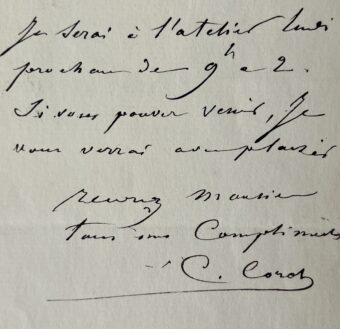 Je serai à l'atelier lundi
prochain de 9h a 2.
Si vous pouvez venir, Je
vous verrai avec plaisir
recevez Monsieur
tous mes Compliments
C. Corot